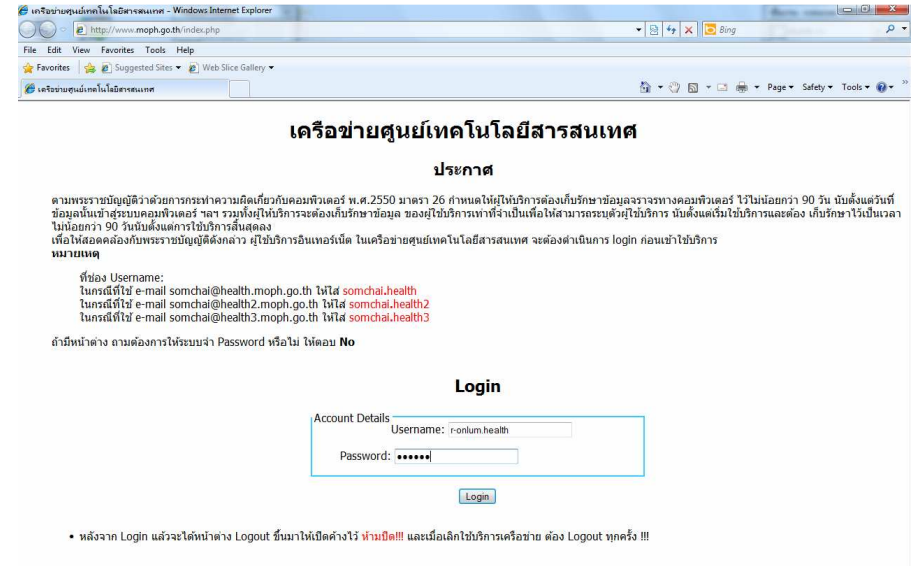 เครือข่ายศูนย์เทคโนโลยีสารสนเทศ - Windows Internet Explorer
http://www.moph.go.th/index.php
Bing
File Edit View Favorites Tools Help
Favorites Suggested Sites Web Slice Gallery
เครือข่ายศูนย์เทคโนโลยีสารสนเทศ
Page Safety Tools
เครือข่ายศูนย์เทคโนโลยีสารสนเทศ
ประกาศ
ตามพระราชบัญญัติว่าด้วยการกระทำความผิดเกี่ยวกับคอมพิวเตอร์ พ.ศ.2550 มาตรา 26 กำหนดให้ผู้ให้บริการต้องเก็บรักษาข้อมูลจราจรทางคอมพิวเตอร์ ไว้ไม่น้อยกว่า 90 วัน นับตั้งแต่วันที่
ข้อมูลนั้นเข้าสู่ระบบคอมพิวเตอร์ ฯลฯ รวมทั้งผู้ให้บริการจะต้องเก็บรักษาข้อมูล ของผู้ใช้บริการเท่าที่จำเป็นเพื่อให้สามารถระบุตัวผู้ใช้บริการ นับตั้งแต่เริ่มใช้บริการและต้อง เก็บรักษาไว้เป็นเวลา
ไม่น้อยกว่า 90 วันนับตั้งแต่การใช้บริการสิ้นสุดลง
เพื่อให้สอดคล้องกับพระราชบัญญัติดังกล่าว ผู้ใช้บริการอินเทอร์เน็ต ในเครือข่ายศูนย์เทคโนโลยีสารสนเทศ จะต้องดำเนินการ login ก่อนเข้าใช้บริการ
หมายเหตุ
ที่ช่อง Username:
ในกรณีที่ใช้ e-mail somchai@health.moph.go.th ให้ใส่ somchai.health
ในกรณีที่ใช้ e-mail somchai@health2.moph.go.th ให้ใส่ somchai.health2
ในกรณีที่ใช้ e-mail somchai@health3.moph.go.th ให้ใส่ somchai.health3
ถ้ามีหน้าต่าง ถามต้องการให้ระบบจำ Password หรือไม่ ให้ตอบ No
Login
Account Details
Username: r-onlum.health
Password: ••••••
Login
• หลังจาก Login แล้วจะได้หน้าต่าง Logout ขึ้นมาให้เปิดค้างไว้ ห้ามปิด!!! และเมื่อเลิกใช้บริการเครือข่าย ต้อง Logout ทุกครั้ง !!!